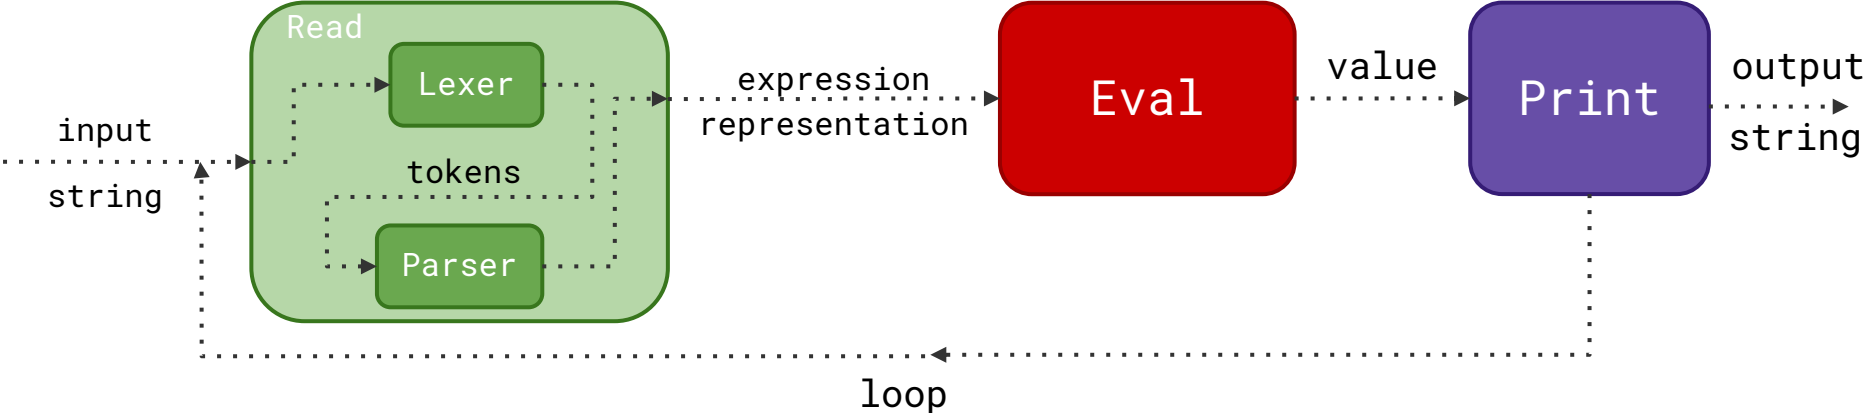 Read
Lexer
input
string
tokens
Parser
expression
representation
Eval
value
Print
output
string
loop